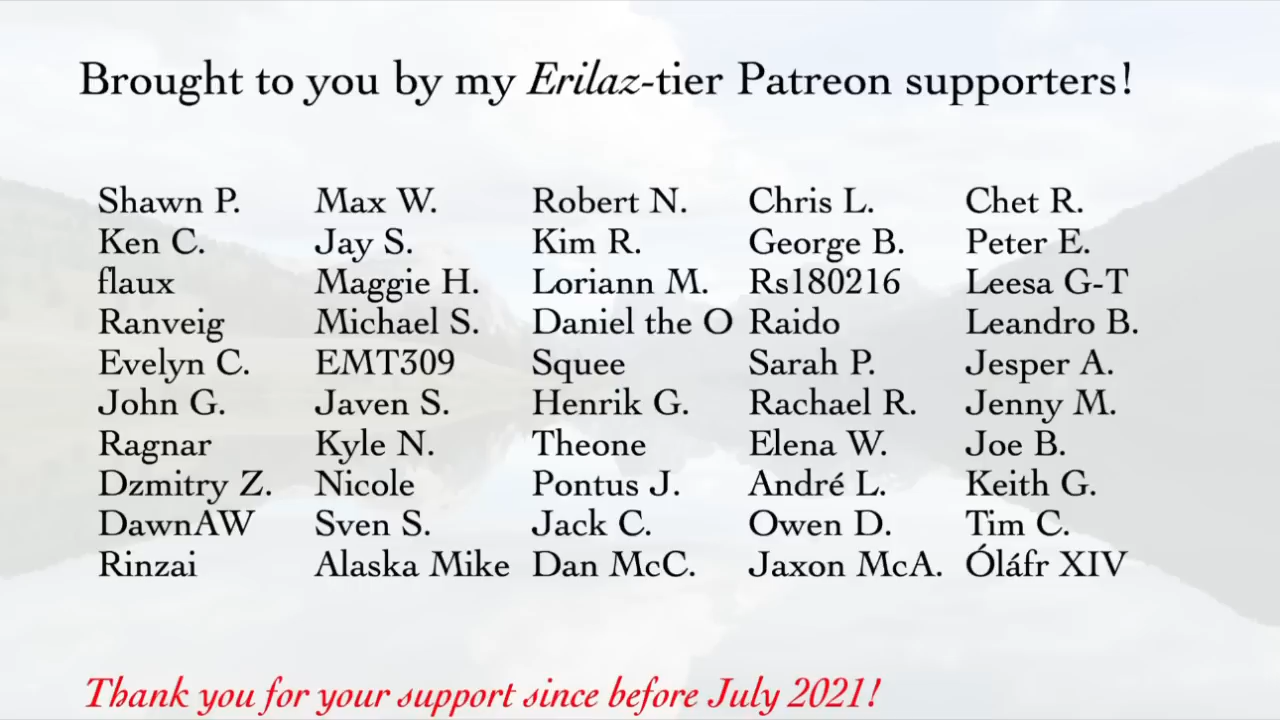 Brought to you by my Erilaz-tier Patreon supporters!
Shawn P. Max W. Robert N. Chris L. Chet R.
Ken C. Jay S. Kim R. George B. Peter E.
flaux Maggie H. Loriann M. Rs180216 Leesa G-T
Ranveig Michael S. Daniel the O Raido Leandro B.
Evelyn C. EMT309 Squee Sarah P. Jesper A.
John G. Javen S. Henrik G. Rachael R. Jenny M.
Ragnar Kyle N. Theone Elena W. Joe B.
Dzmitry Z. Nicole Pontus J. André L. Keith G.
DawnAW Sven S. Jack C. Owen D. Tim C.
Rinzai Alaska Mike Dan McC. Jaxon McA. Óláfr XIV
Thank you for your support since before July 2021!